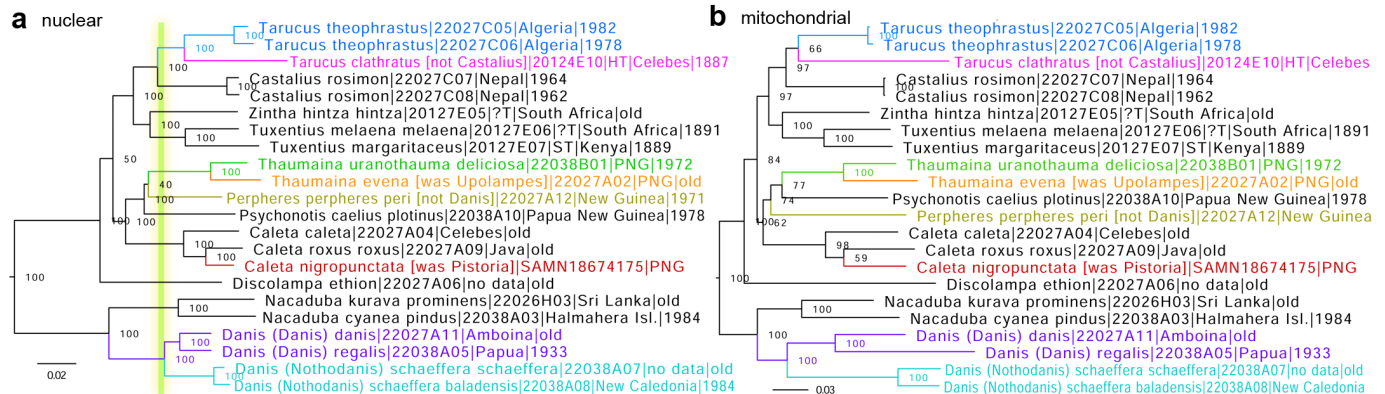 a nuclear
Tarucus theophrastus|22027C05|Algeria|1982
100
Tarucus theophrastus|22027C06|Algeria|1978
100
Tarucus clathratus [not Castalius]|20124E10|HT|Celebes|1887
100
Castalius rosimon|22027C07|Nepal|1964
100
Castalius rosimon|22027C08|Nepal|1962
100
Zintha hintza hintza|20127E05|?T|South Africa|old
100
Tuxentius melaena melaena|20127E06|?T|South Africa|1891
100
Tuxentius margaritaceus|20127E07|ST|Kenya|1889
50
Thaumaina uranothauma deliciosa|22038B01|PNG|1972
100
Thaumaina evena [was Upolampes]|22027A02|PNG|old
40
Perpheres perpheres peri [not Danis]|22027A12|New Guinea|1971
100
Psychonotis caelius plotinus|22038A10|Papua New Guinea|1978
100
100
Caleta caleta|22027A04|Celebes|old
100
Caleta roxus roxus|22027A09|Java|old
100
Caleta nigropunctata [was Pistoria]|SAMN18674175|PNG
100
Discolampa ethion|22027A06|no data|old
Nacaduba kurava prominens|22026H03|Sri Lanka|old
100
Nacaduba cyanea pindus|22038A03|Halmahera Isl.|1984
100
Danis (Danis) danis|22027A11|Amboina|old
100
Danis (Danis) regalis|22038A05|Papua|1933
100
Danis (Nothodanis) schaeffera schaeffera|22038A07|no data|old
100
Danis (Nothodanis) schaeffera baladensis|22038A08|New Caledonia|1984
0.02
b mitochondrial
Tarucus theophrastus|22027C05|Algeria|1982
100
Tarucus theophrastus|22027C06|Algeria|1978
66
Tarucus clathratus [not Castalius]|20124E10|HT|Celebes
97
Castalius rosimon|22027C07|Nepal|1964
100
Castalius rosimon|22027C08|Nepal|1962
97
Zintha hintza hintza|20127E05|?T|South Africa|old
100
Tuxentius melaena melaena|20127E06|?T|South Africa|1891
100
Tuxentius margaritaceus|20127E07|ST|Kenya|1889
84
Thaumaina uranothauma deliciosa|22038B01|PNG|1972
100
Thaumaina evena [was Upolampes]|22027A02|PNG|old
77
Psychonotis caelius plotinus|22038A10|Papua New Guinea|1978
74
Perpheres perpheres peri [not Danis]|22027A12|New Guinea
100
62
Caleta caleta|22027A04|Celebes|old
98
Caleta roxus roxus|22027A09|Java|old
59
Caleta nigropunctata [was Pistoria]|SAMN18674175|PNG
100
Discolampa ethion|22027A06|no data|old
Nacaduba kurava prominens|22026H03|Sri Lanka|old
100
Nacaduba cyanea pindus|22038A03|Halmahera Isl.|1984
100
Danis (Danis) danis|22027A11|Amboina|old
100
Danis (Danis) regalis|22038A05|Papua|1933
100
Danis (Nothodanis) schaeffera schaeffera|22038A07|no data|old
100
Danis (Nothodanis) schaeffera baladensis|22038A08|New Caledonia
0.03